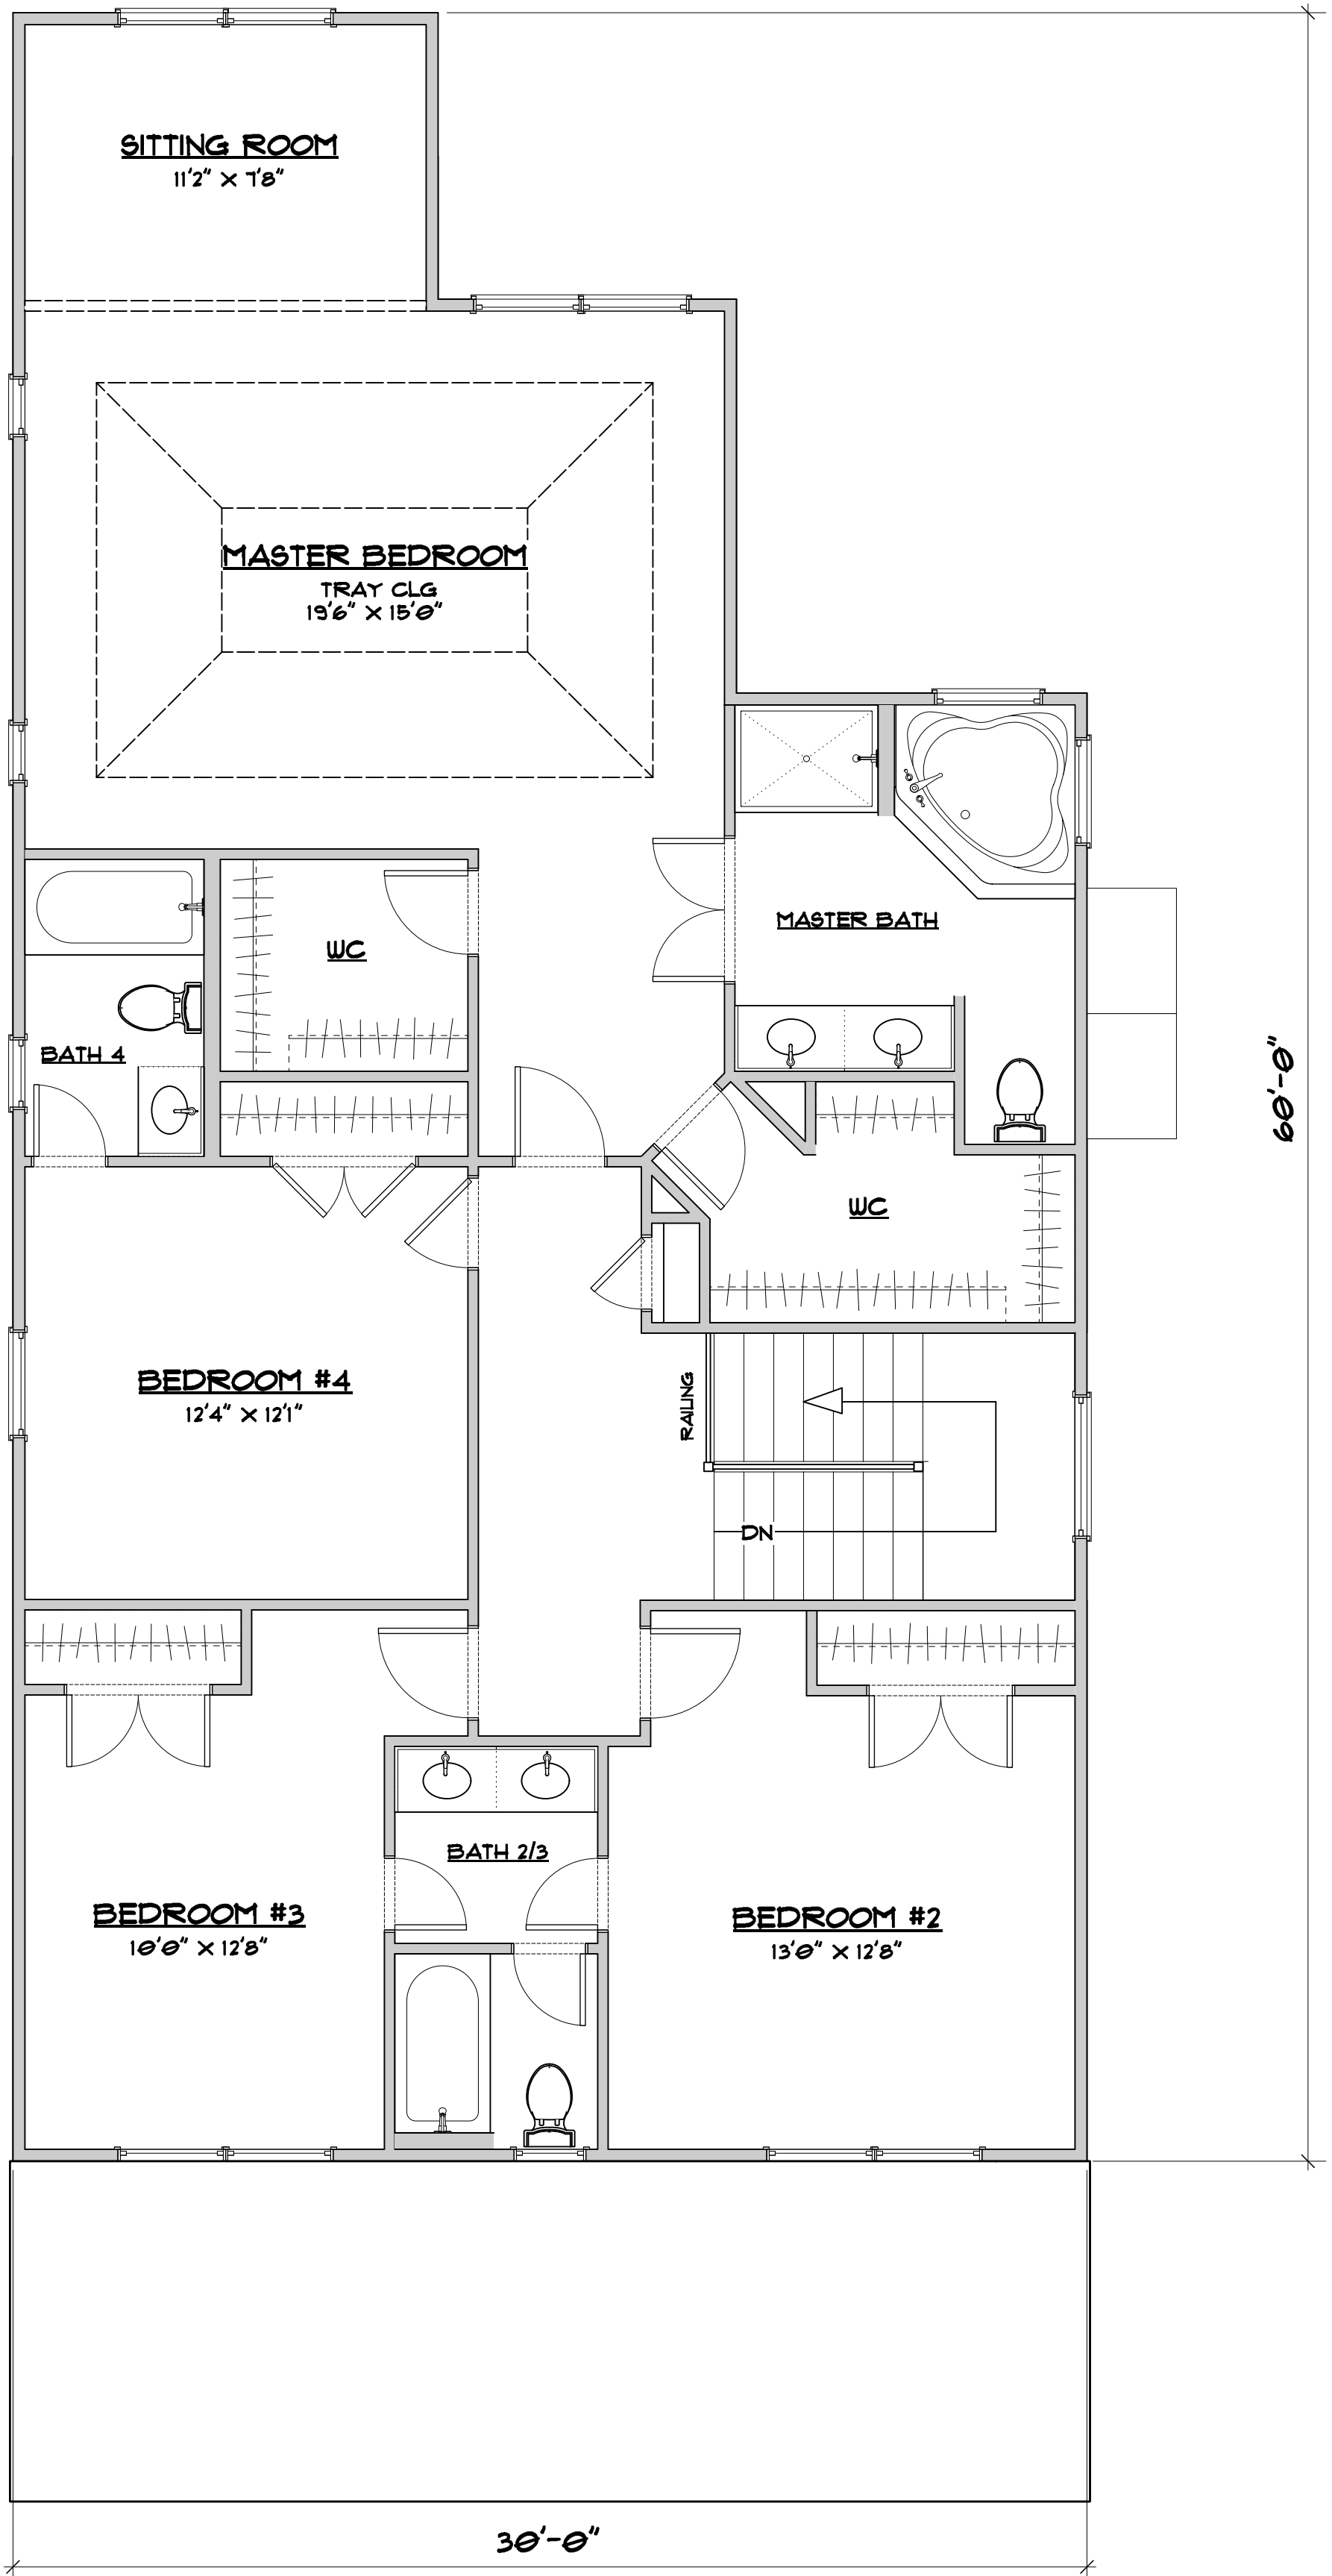 SITTING ROOM
11'2" X 7'8"
MASTER BEDROOM
TRAY CLG
19'6" X 15'0"
MASTER BATH
WC
BATH 4
60'-0"
WC
BEDROOM #4
12'4" X 12'1"
RAILING
DN
BATH 2/3
BEDROOM #3
10'0" X 12'8"
BEDROOM #2
13'0" X 12'8"
30'-0"